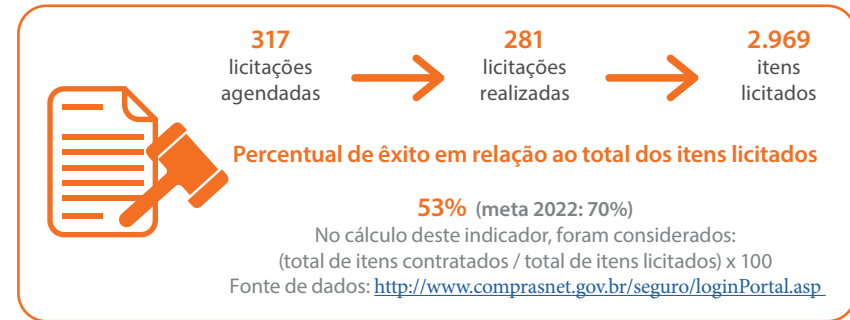 317
licitações
agendadas
281
licitações
realizadas
2.969
itens
licitados
Percentual de êxito em relação ao total dos itens licitados
53% (meta 2022: 70%)
No cálculo deste indicador, foram considerados:
(total de itens contratados / total de itens licitados) x 100
Fonte de dados: http://www.comprasnet.gov.br/seguro/loginPortal.asp